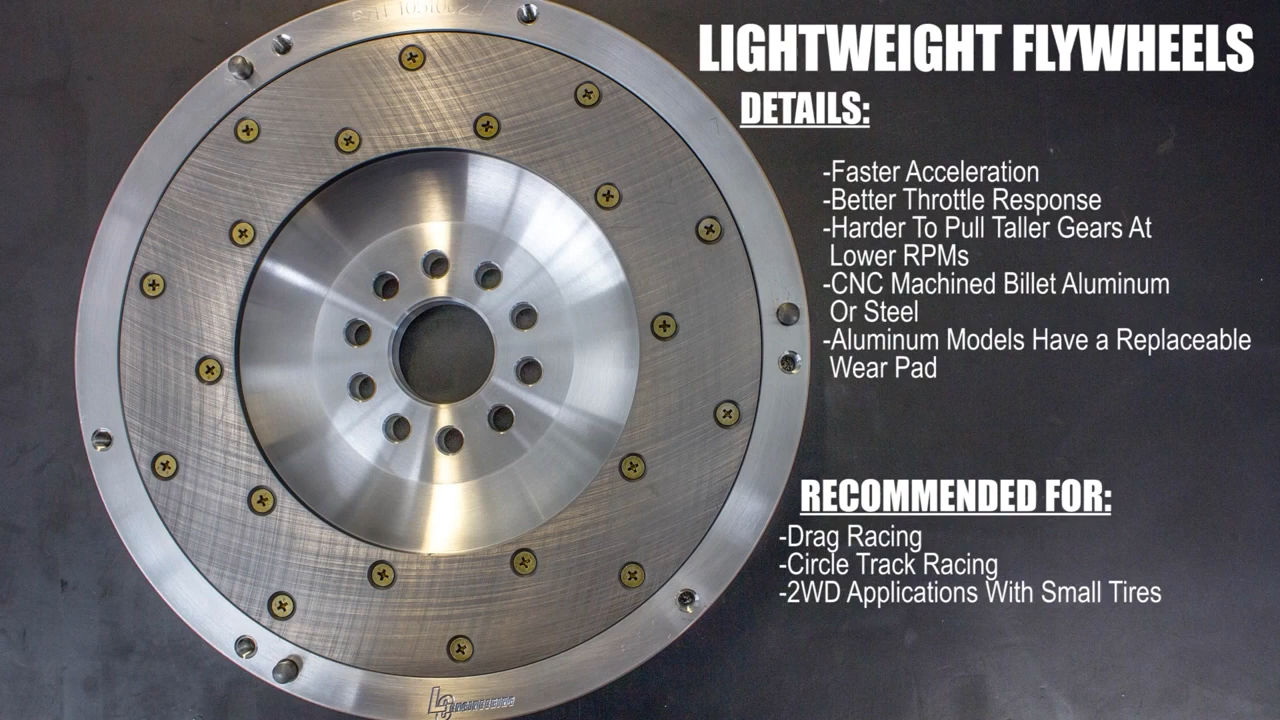 LIGHTWEIGHT FLYWHEELS
DETAILS:
-Faster Acceleration
-Better Throttle Response
-Harder To Pull Taller Gears At
Lower RPMs
-CNC Machined Billet Aluminum
Or Steel
-Aluminum Models Have a Replaceable
Wear Pad
RECOMMENDED FOR:
-Drag Racing
-Circle Track Racing
-2WD Applications With Small Tires